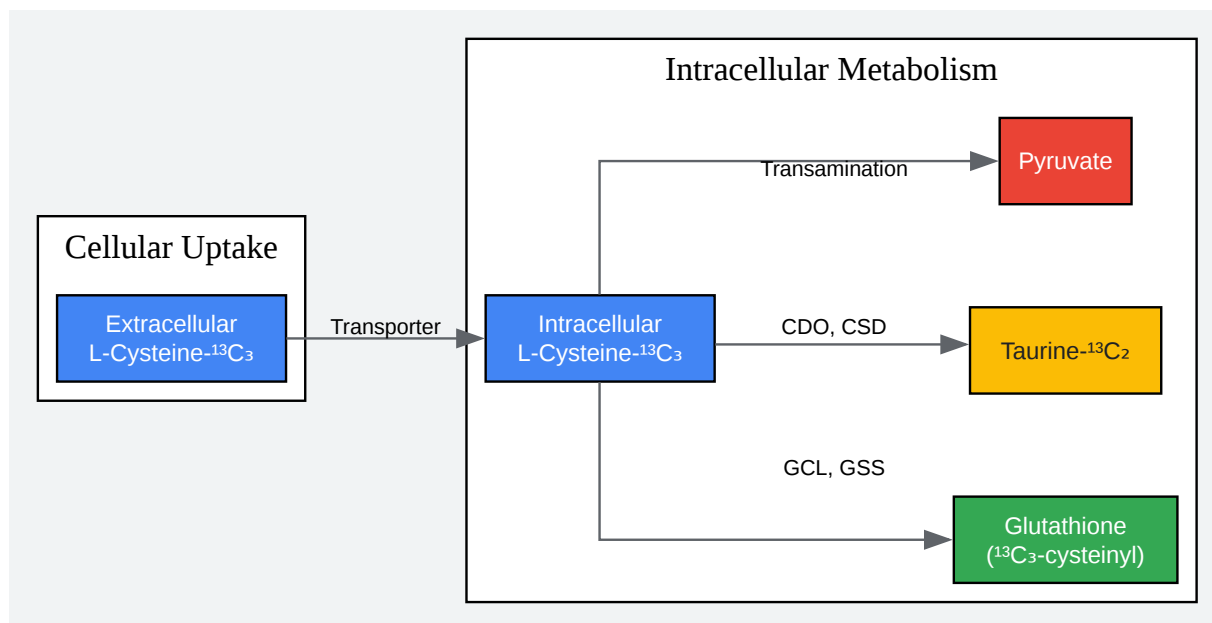 Intracellular Metabolism
Pyruvate
Transamination
Cellular Uptake
Extracellular
L-Cysteine-¹³C₃
Transporter
Intracellular
L-Cysteine-¹³C₃
CDO, CSD
Taurine-¹³C₂
GCL, GSS
Glutathione
(¹³C₃-cysteinyl)